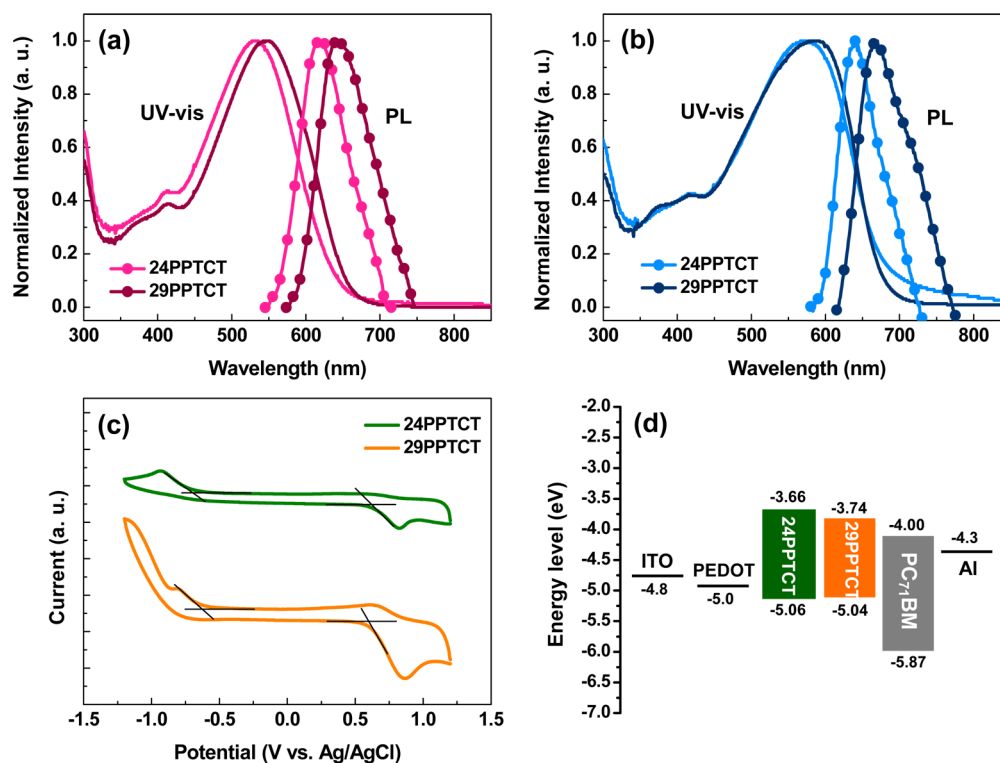 (a)
Normalized Intensity (a. u.)
1.0
0.8
0.6
0.4
0.2
0.0
UV-vis
PL
24PPTCT
29PPTCT
300 400 500 600 700 800
Wavelength (nm)
(b)
Normalized Intensity (a. u.)
1.0
0.8
0.6
0.4
0.2
0.0
UV-vis
PL
24PPTCT
29PPTCT
300 400 500 600 700 800
Wavelength (nm)
(c)
24PPTCT
29PPTCT
Current (a. u.)
-1.5 -1.0 -0.5 0.0 0.5 1.0 1.5
Potential (V vs. Ag/AgCl)
(d)
Energy level (eV)
-2.0
-2.5
-3.0
-3.5
-4.0
-4.5
-5.0
-5.5
-6.0
-6.5
-7.0
ITO
-4.8
PEDOT
-5.0
-3.66
24PPTCT
-5.06
-3.74
29PPTCT
-5.04
-4.00
PC71BM
-5.87
-4.3
Al